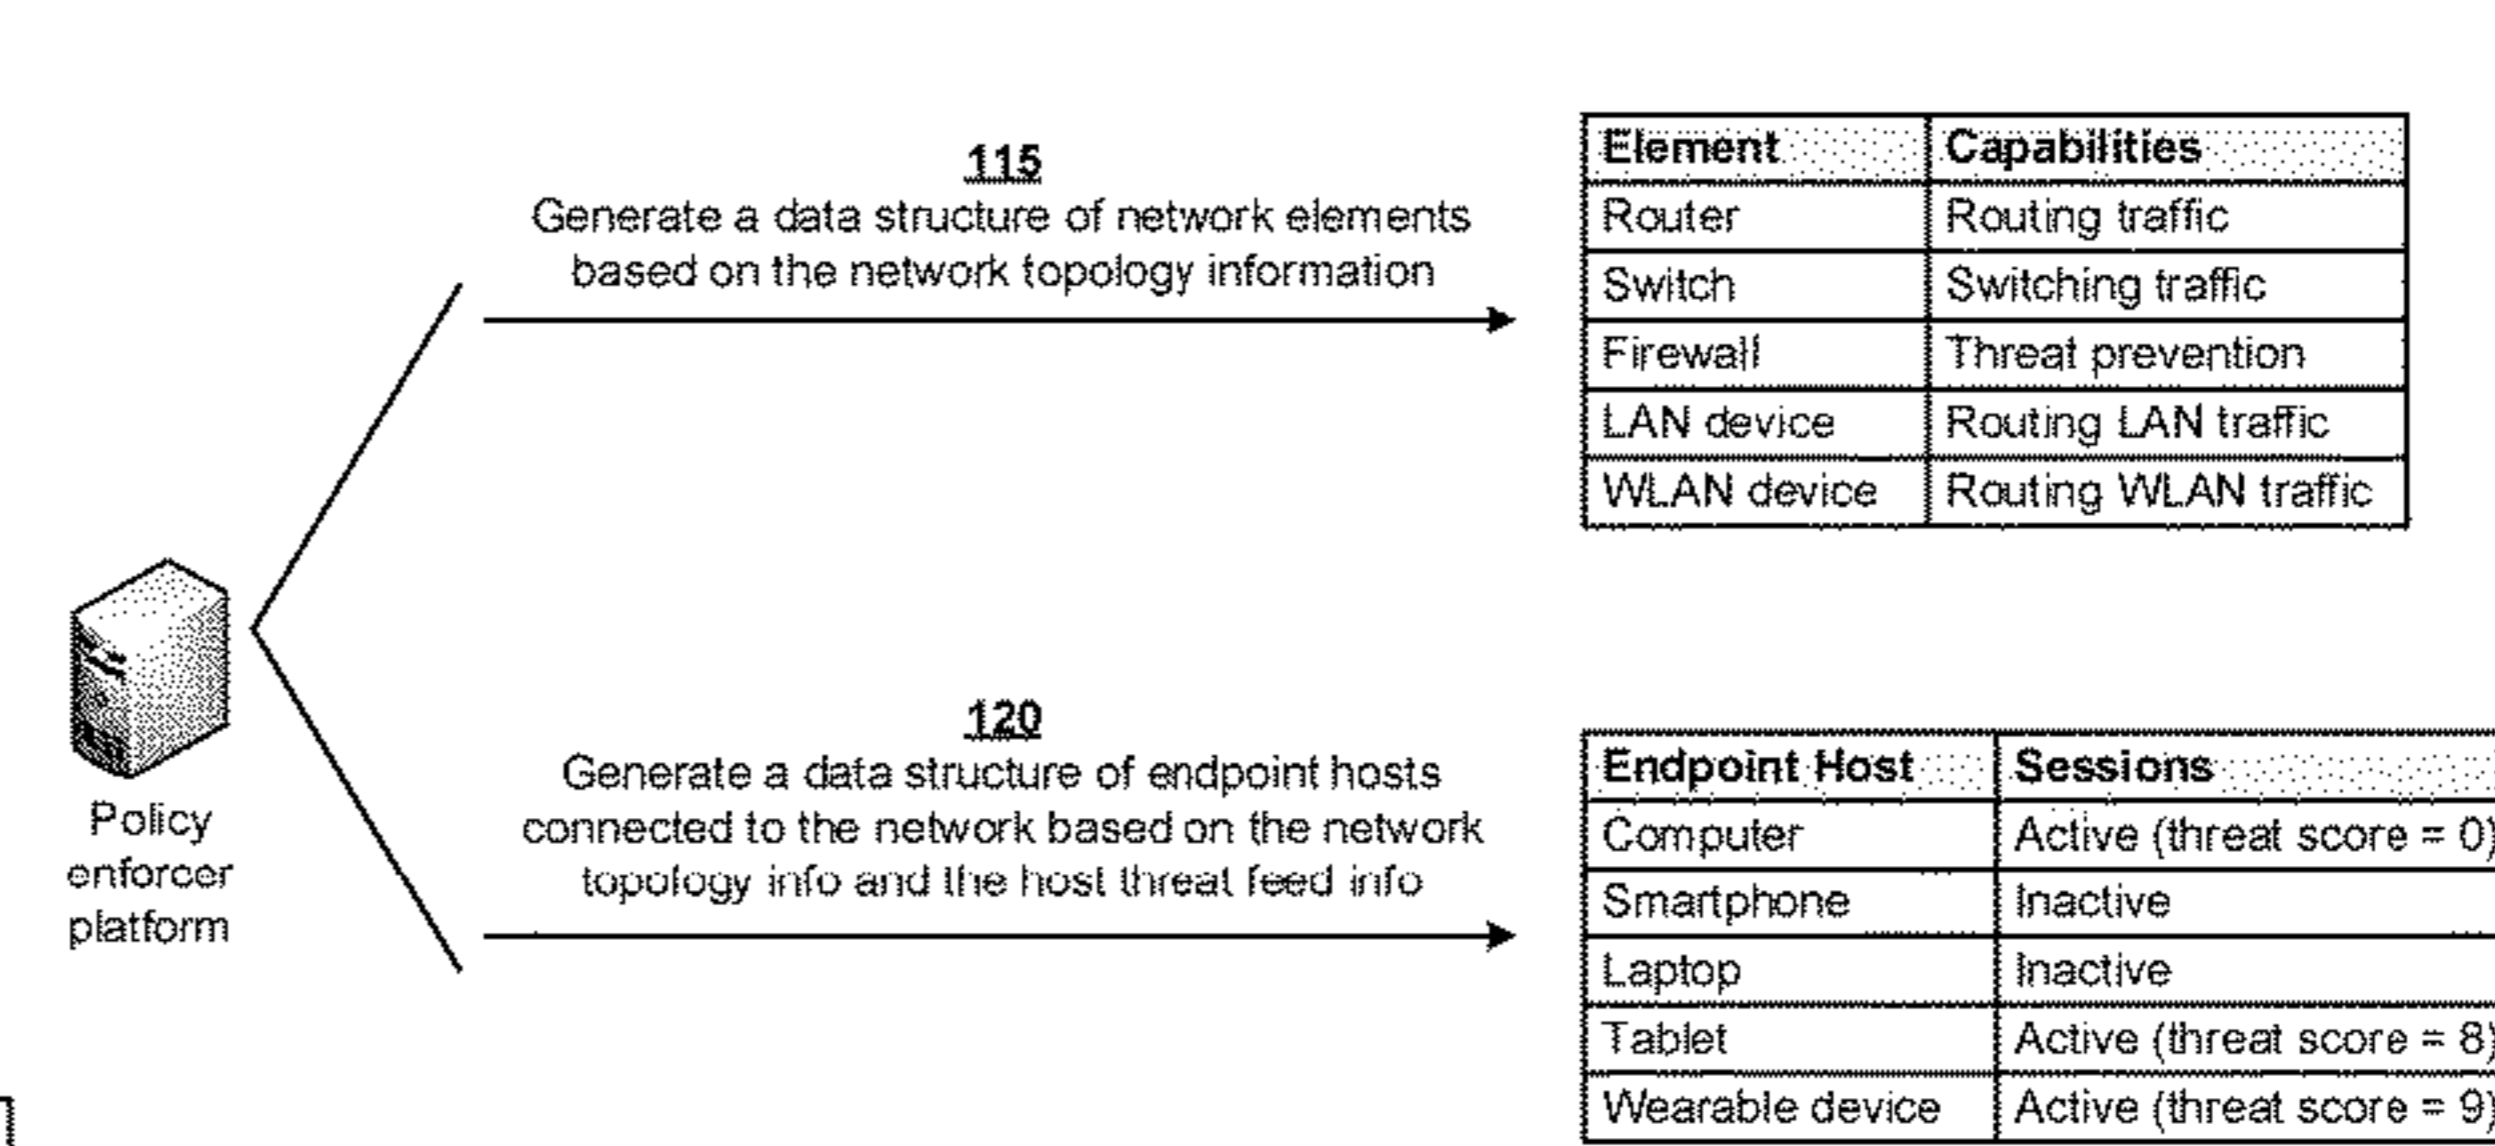 115
Generate a data structure of network elements
based on the network topology information
Element Capabilities
Router Routing traffic
Switch Switching traffic
Firewall Threat prevention
LAN device Routing LAN traffic
WLAN device Routing WLAN traffic
Policy
enforcer
platform
120
Generate a data structure of endpoint hosts
connected to the network based on the network
topology info and the host threat feed info
Endpoint Host Sessions
Computer Active (threat score = 0)
Smartphone Inactive
Laptop Inactive
Tablet Active (threat score = 8)
Wearable device Active (threat score = 9)